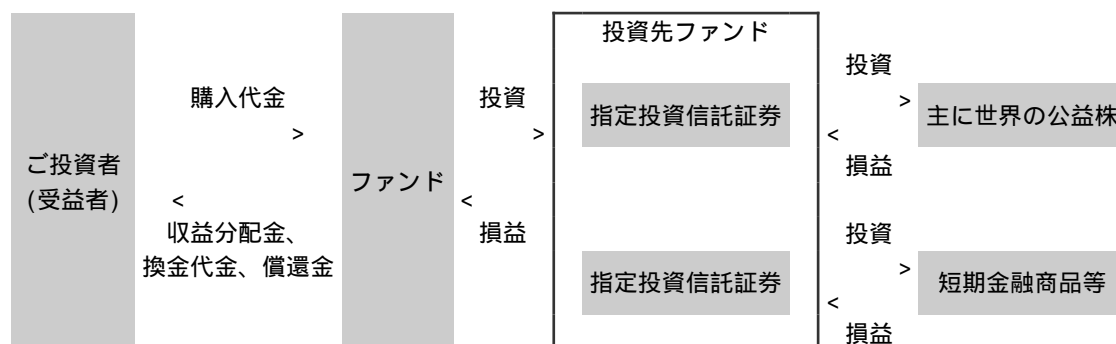 投資先ファンド
投資
購入代金
投資
指定投資信託証券
>
主に世界の公益株
>
>
<
ご投資者
(受益者)
ファンド
損益
<
<
収益分配金、
損益
投資
換金代金、償還金
指定投資信託証券
>
短期金融商品等
<
損益